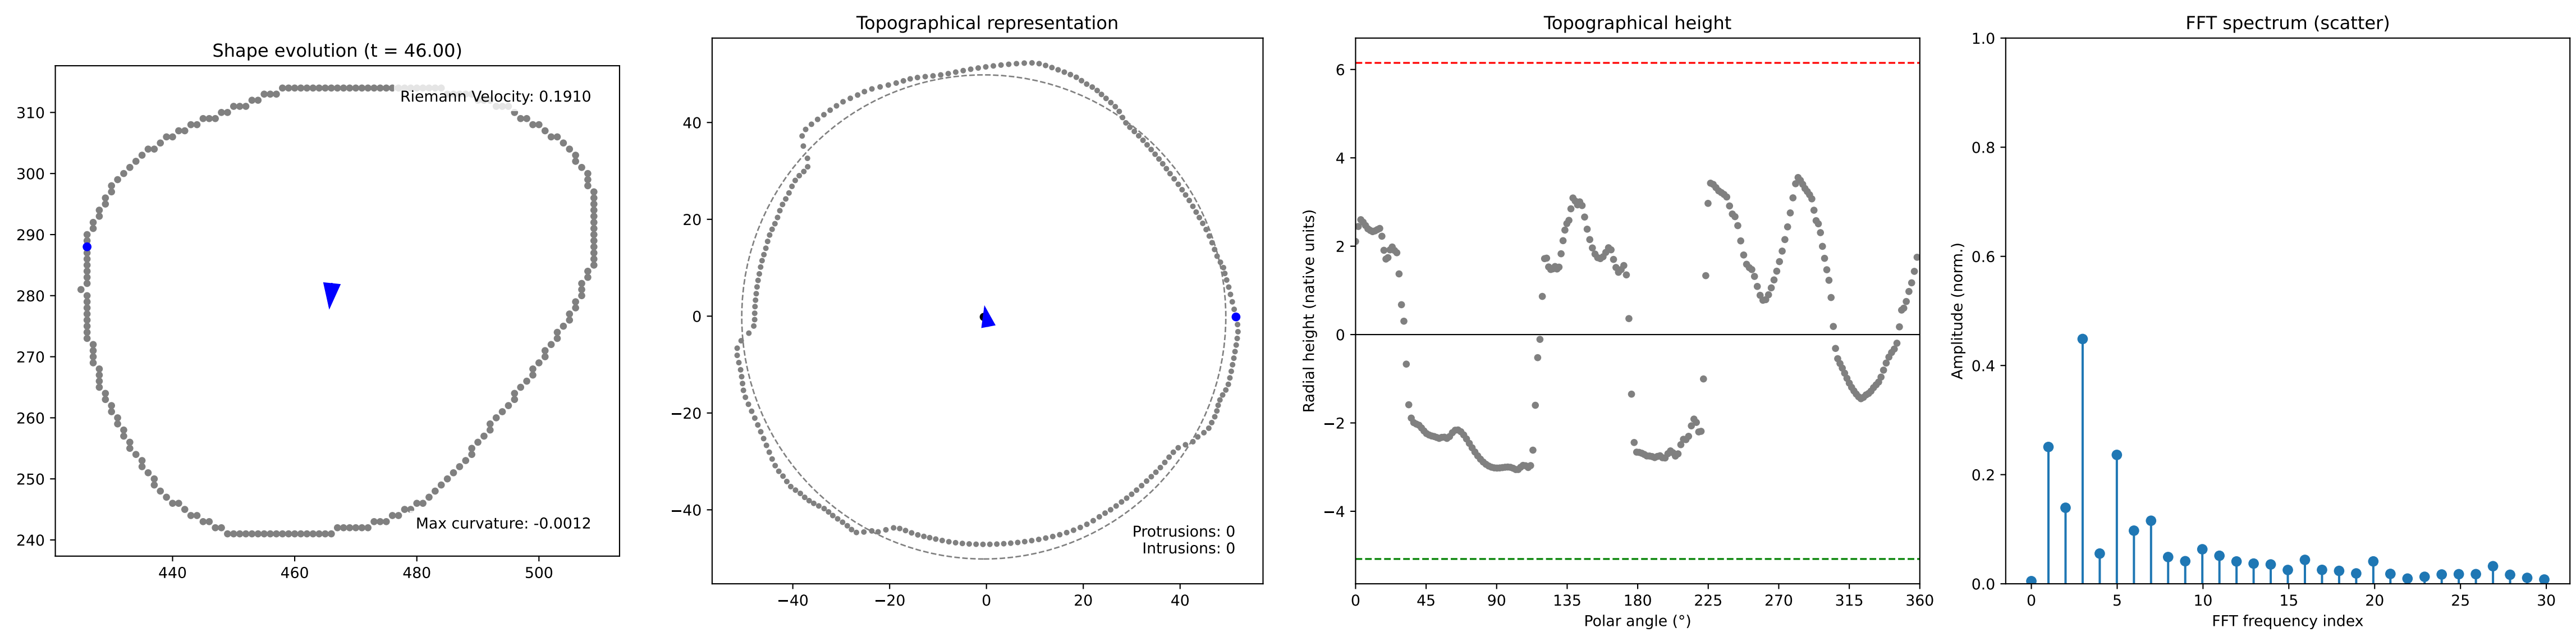 Shape evolution (t = 46.00)
Riemann Velocity: 0.1910
Max curvature: -0.0012
310
300
290
280
270
260
250
240
440 460 480 500
Topographical representation
40
20
0
−20
−40
−40 −20 0 20 40
Protrusions: 0
Intrusions: 0
Topographical height
Radial height (native units)
6
4
2
0
−2
−4
0 45 90 135 180 225 270 315 360
Polar angle (°)
FFT spectrum (scatter)
Amplitude (norm.)
1.0
0.8
0.6
0.4
0.2
0.0
0 5 10 15 20 25 30
FFT frequency index